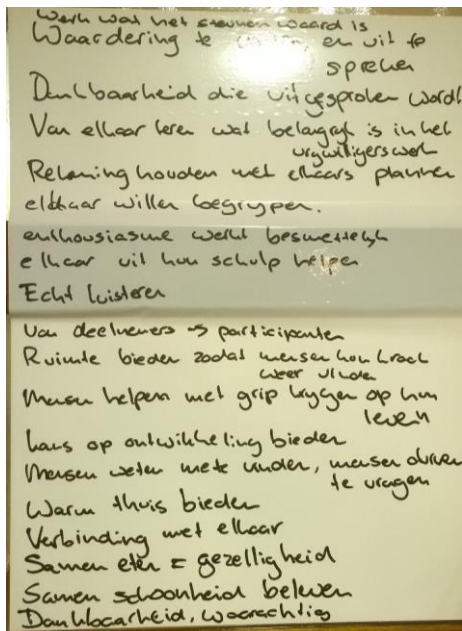 Werk wat het steunen waard is
Waardering te en uit te
spreken
Dankbaarheid die uitgesproken wordt
Van elkaar leren wat belangrijk is in het
vrijwilligerswerk
Rekening houden met elkaars plannen
elkaar willen begrijpen.
enthousiasme werkt besmettelijk
elkaar uit hun schulp helpen
Echt luisteren
Van deelnemers → participanten
Ruimte bieden zodat mensen hun kracht
weer vinden
Mensen helpen met grip krijgen op hun
leven
kans op ontwikkeling bieden
Mensen weten mekaar vinden, mensen durven
te vragen
Warm thuis bieden
Verbinding met elkaar
Samen eten = gezelligheid
Samen schoonheid beleven
Dankbaarheid, waarachtig